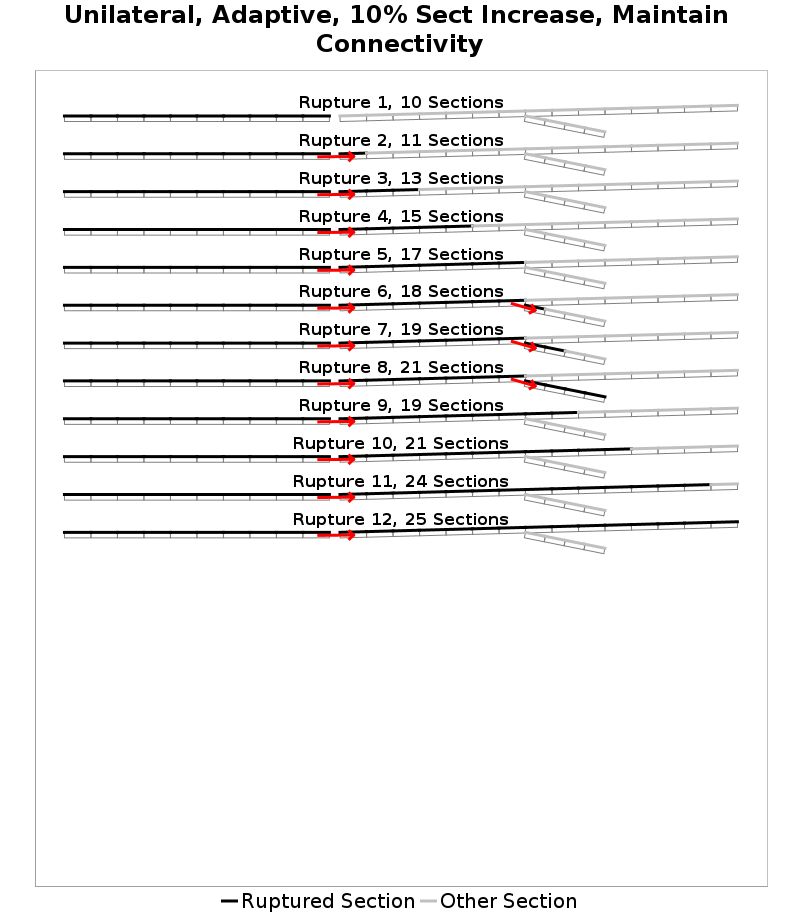 Unilateral, Adaptive, 10% Sect Increase, Maintain
Connectivity
Rupture 1, 10 Sections
Rupture 2, 11 Sections
Rupture 3, 13 Sections
Rupture 4, 15 Sections
Rupture 5, 17 Sections
Rupture 6, 18 Sections
Rupture 7, 19 Sections
Rupture 8, 21 Sections
Rupture 9, 19 Sections
Rupture 10, 21 Sections
Rupture 11, 24 Sections
Rupture 12, 25 Sections
Ruptured Section Other Section